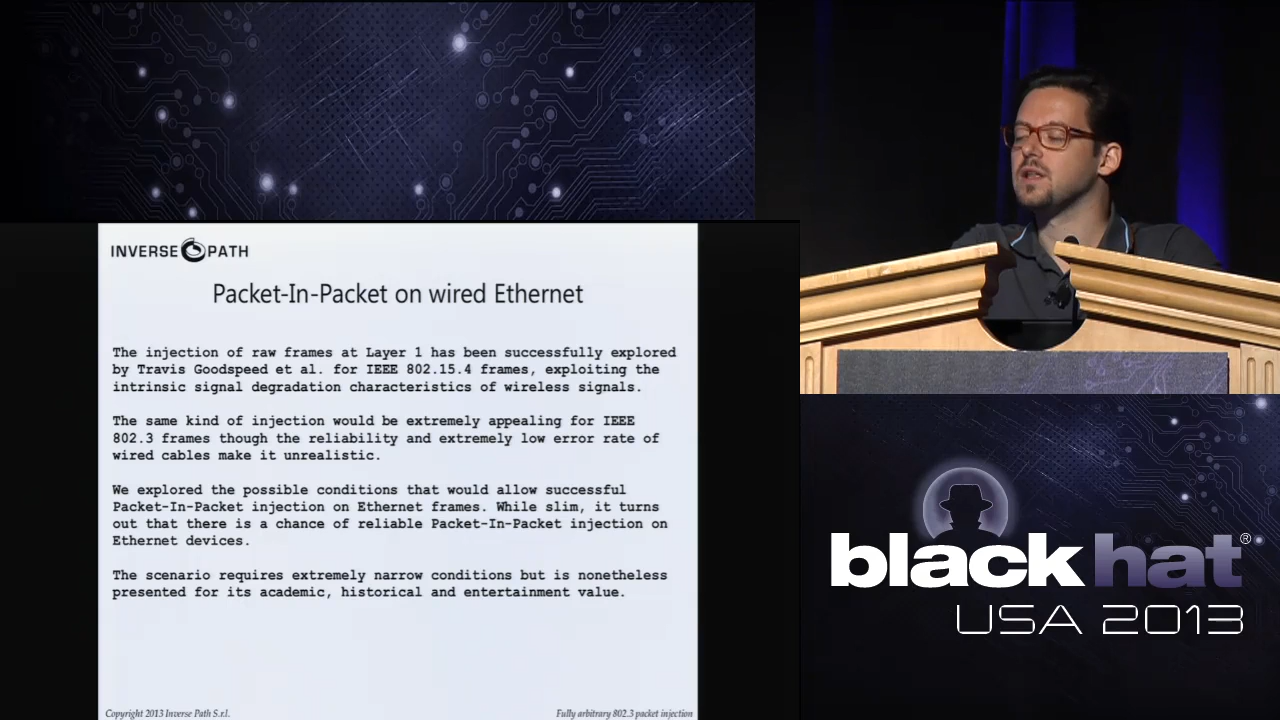 INVERSE PATH
Packet-In-Packet on wired Ethernet
The injection of raw frames at Layer 1 has been successfully explored
by Travis Goodspeed et al. for IEEE 802.15.4 frames, exploiting the
intrinsic signal degradation characteristics of wireless signals.
The same kind of injection would be extremely appealing for IEEE
802.3 frames though the reliability and extremely low error rate of
wired cables make it unrealistic.
We explored the possible conditions that would allow successful
Packet-In-Packet injection on Ethernet frames. While slim, it turns
out that there is a chance of reliable Packet-In-Packet injection on
Ethernet devices.
The scenario requires extremely narrow conditions but is nonetheless
presented for its academic, historical and entertainment value.
Copyright 2013 Inverse Path S.r.l.
Fully arbitrary 802.3 packet injection
black hat®
USA 2013